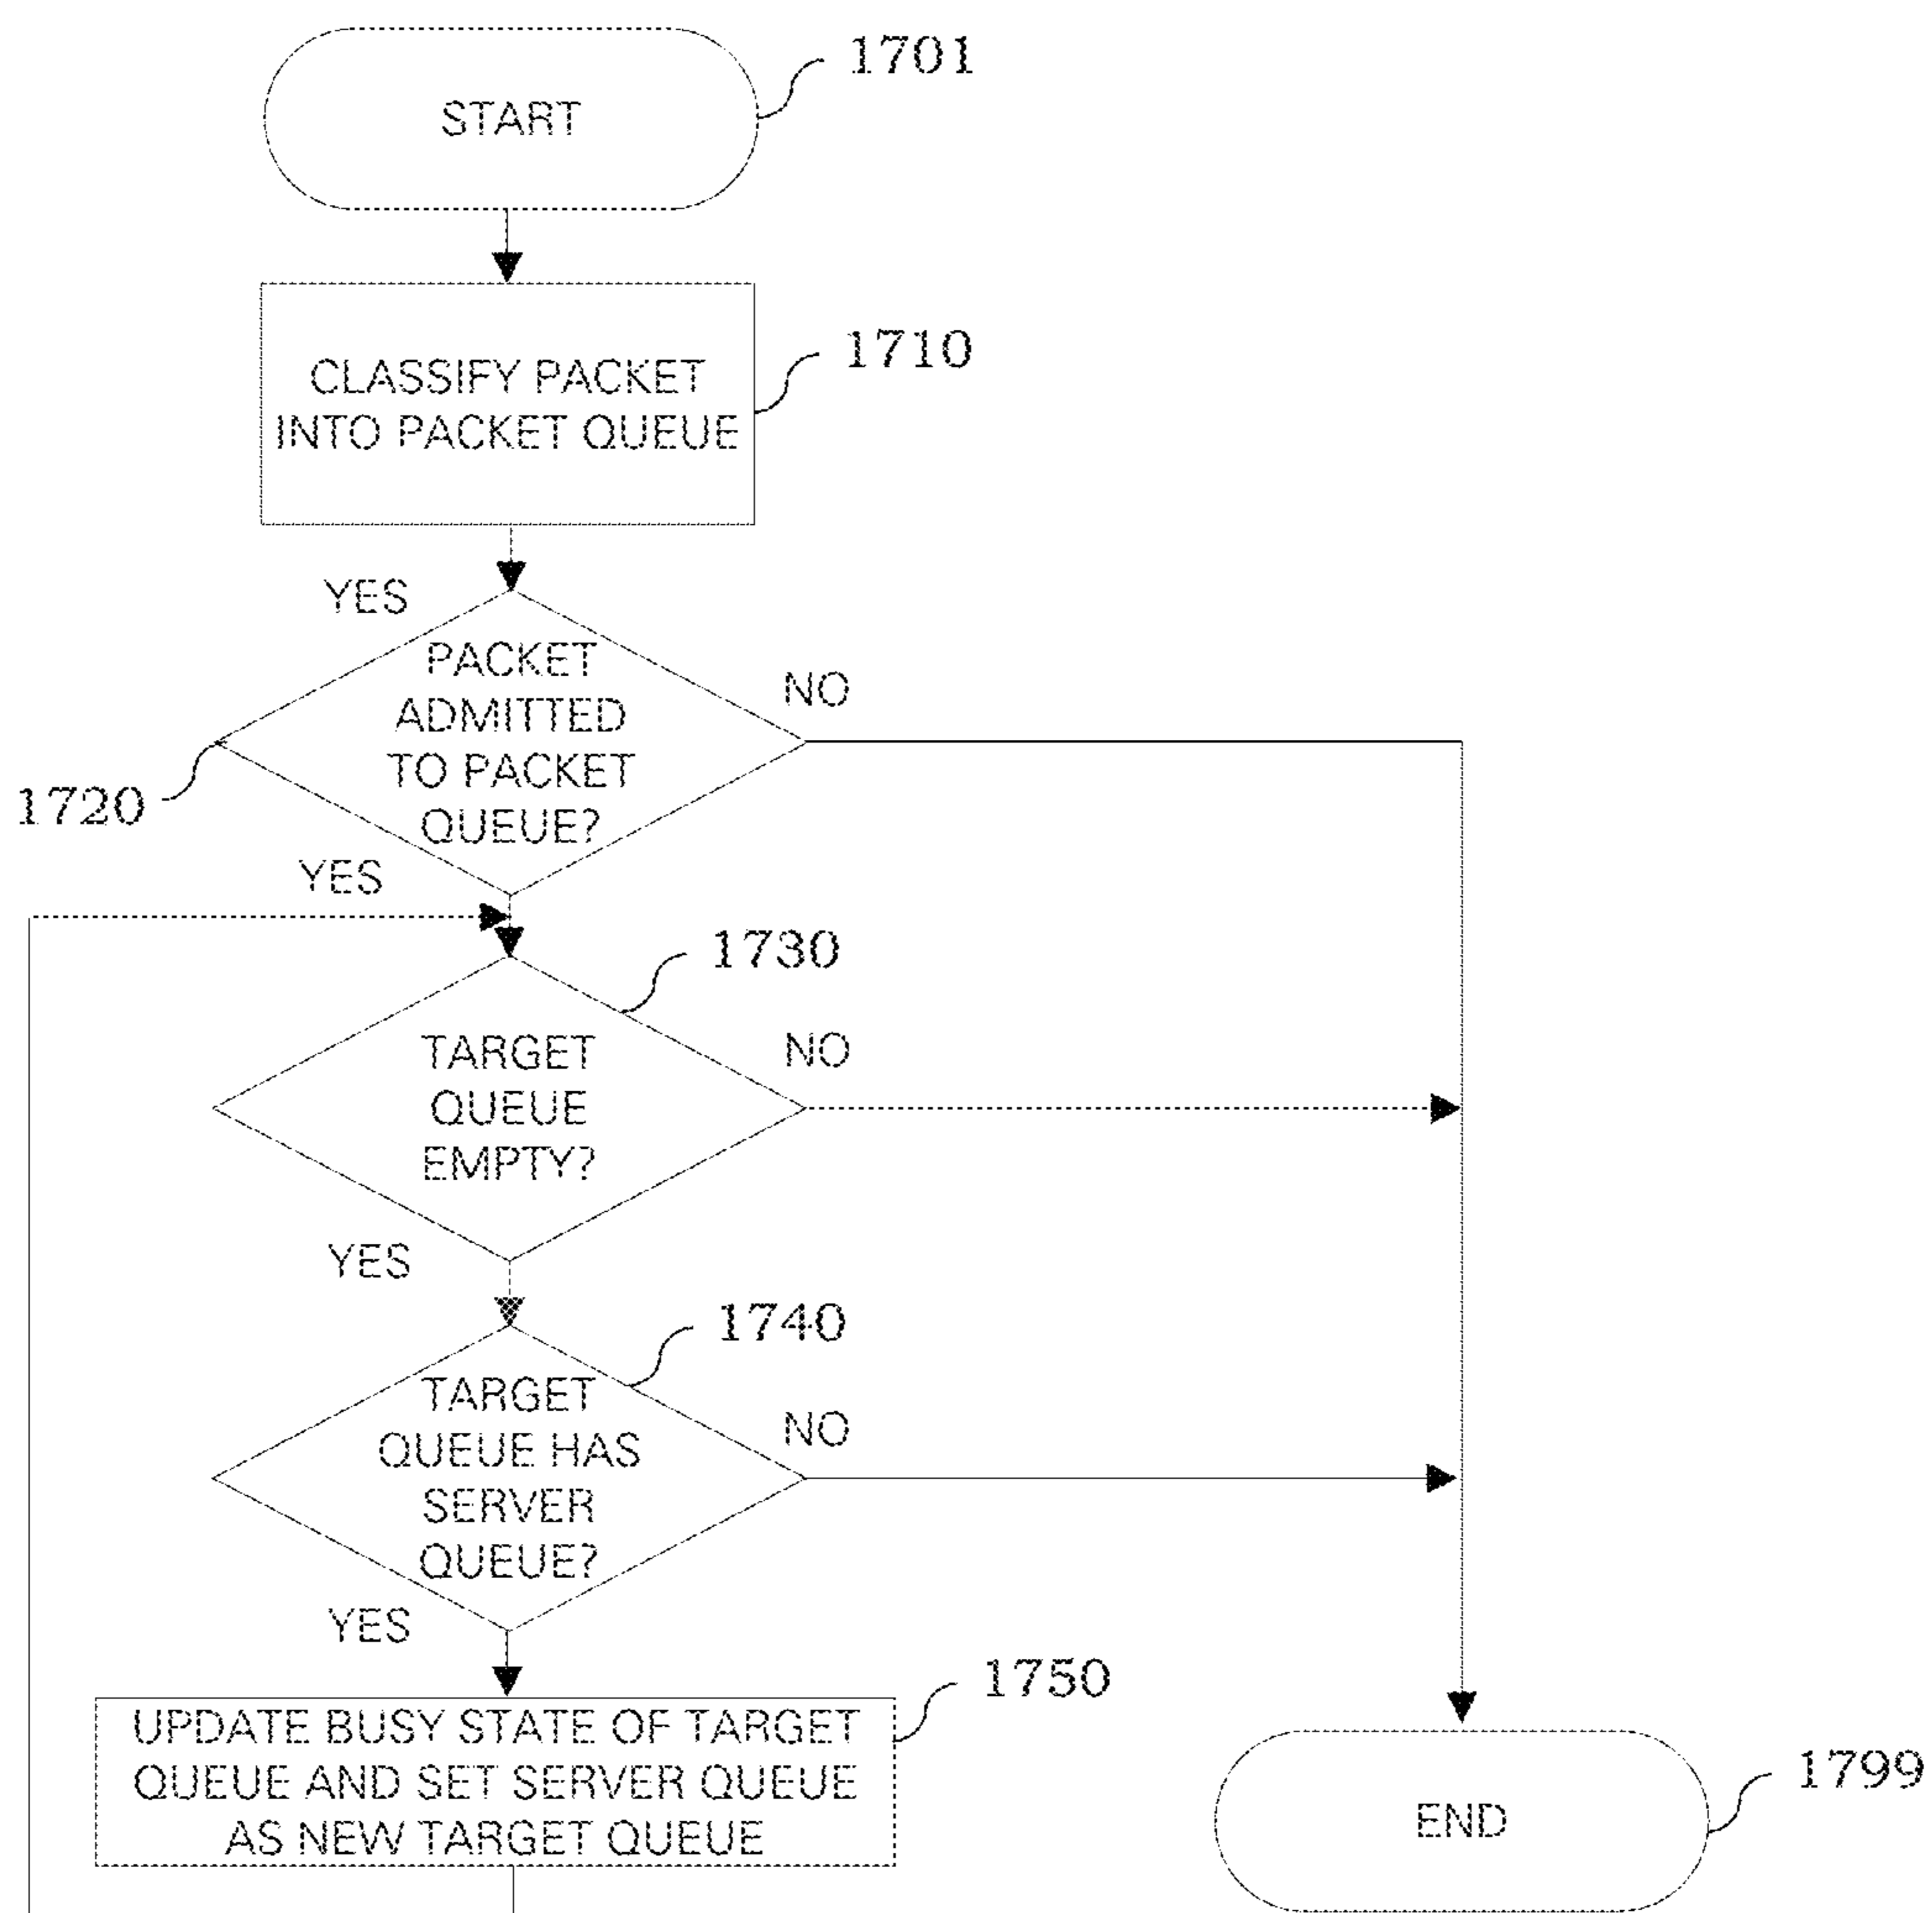 START
1701
CLASSIFY PACKET
INTO PACKET QUEUE
1710
YES
PACKET
ADMITTED
TO PACKET
QUEUE?
NO
1720
YES
1730
TARGET
QUEUE
EMPTY?
NO
YES
1740
TARGET
QUEUE HAS
SERVER
QUEUE?
NO
YES
1750
UPDATE BUSY STATE OF TARGET
QUEUE AND SET SERVER QUEUE
AS NEW TARGET QUEUE
1799
END